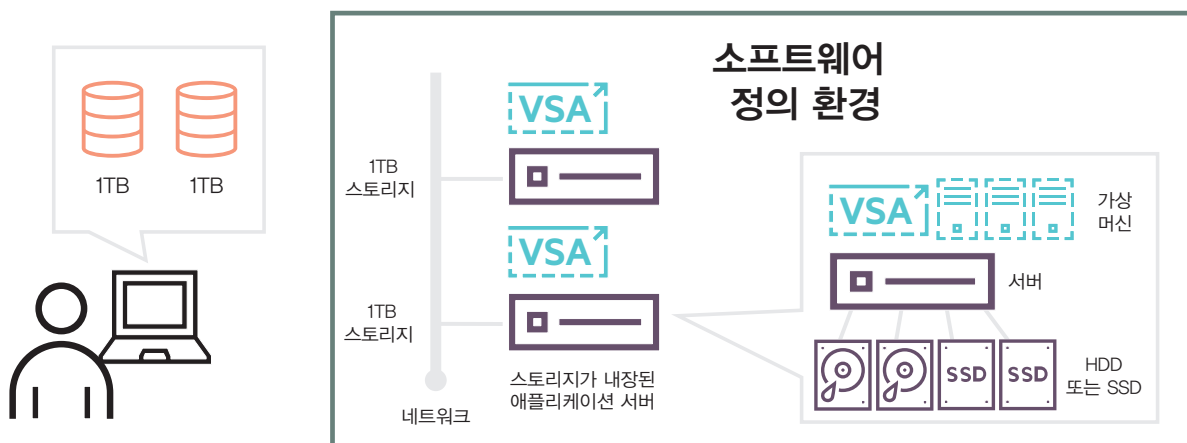 소프트웨어
정의 환경
1TB
1TB
VSA
1TB
스토리지
VSA
1TB
스토리지
스토리지가 내장된
애플리케이션 서버
네트워크
VSA
가상
머신
서버
SSD
SSD
HDD
또는 SSD